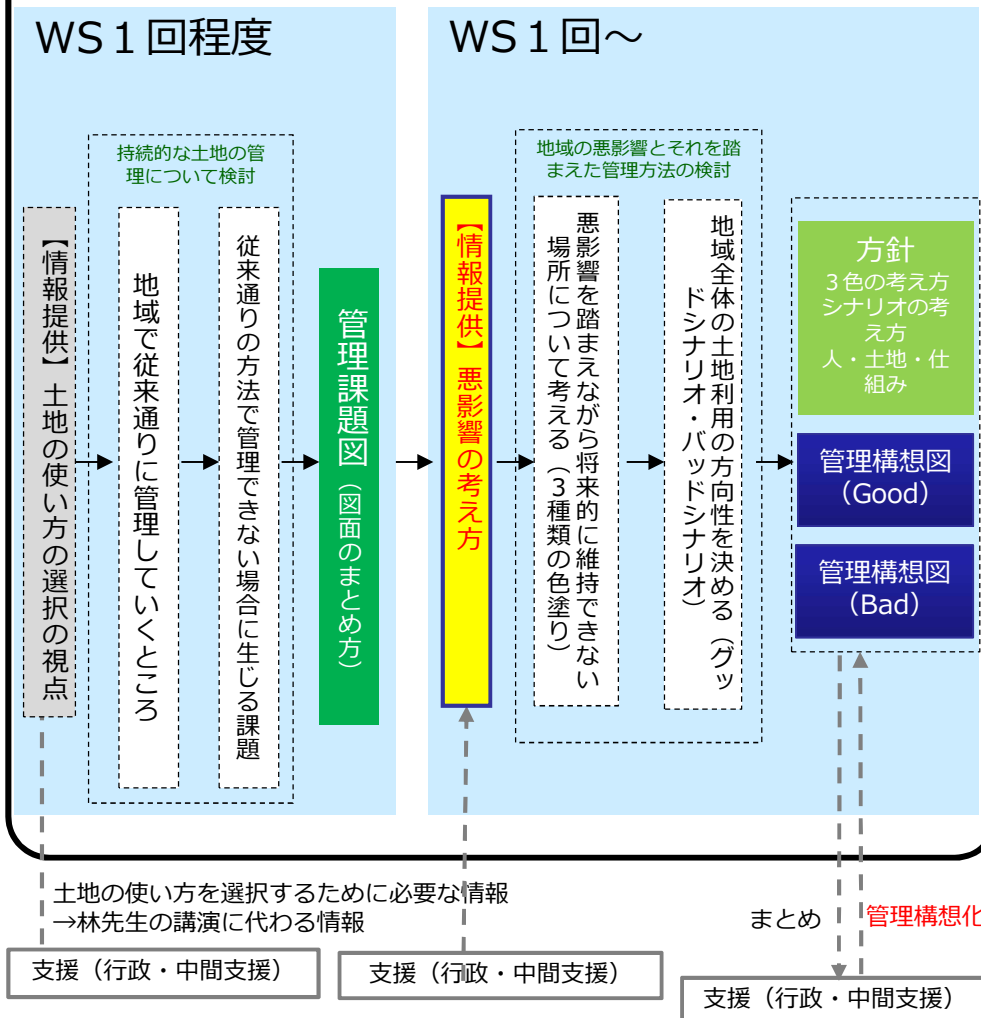 WS１回程度
持続的な土地の管
理について検討
【情報提供】土地の使い方の選択の視点
地域で従来通りに管理していくところ
従来通りの方法で管理できない場合に生じる課題
管理課題図（図面のまとめ方）
WS１回～
地域の悪影響とそれを踏
まえた管理方法の検討
【情報提供】悪影響の考え方
悪影響を踏まえながら将来的に維持できない
場所について考える（３種類の色塗り）
地域全体の土地利用の方向性を決める（グッ
ドシナリオ・バッドシナリオ）
方針
３色の考え方
シナリオの考
え方
人・土地・仕
組み
管理構想図
（Good）
管理構想図
（Bad）
土地の使い方を選択するために必要な情報
→林先生の講演に代わる情報
まとめ
管理構想化
支援（行政・中間支援）
支援（行政・中間支援）
支援（行政・中間支援）